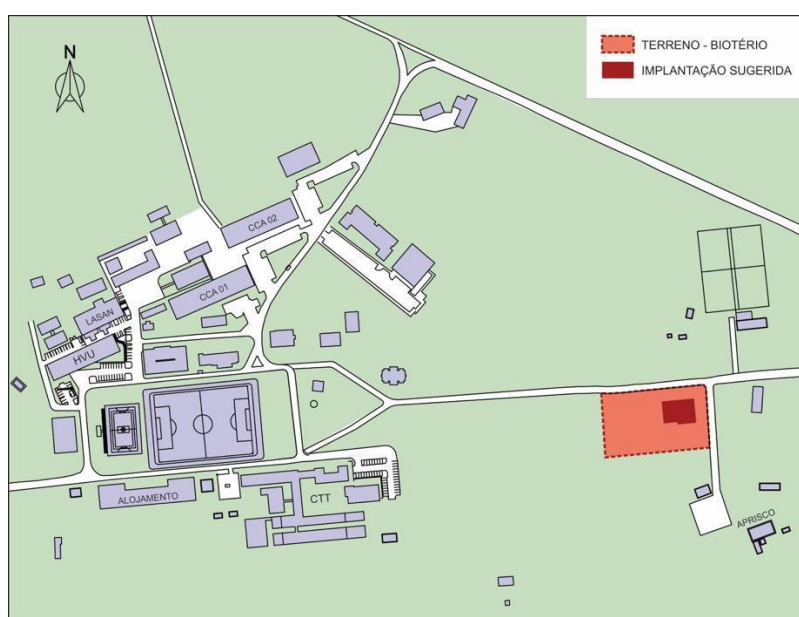 N
TERRENO - BIOTÉRIO
IMPLANTAÇÃO SUGERIDA
CCA 02
CCA 01
LASAN
HVU
ALOJAMENTO
CTT
APRISCO